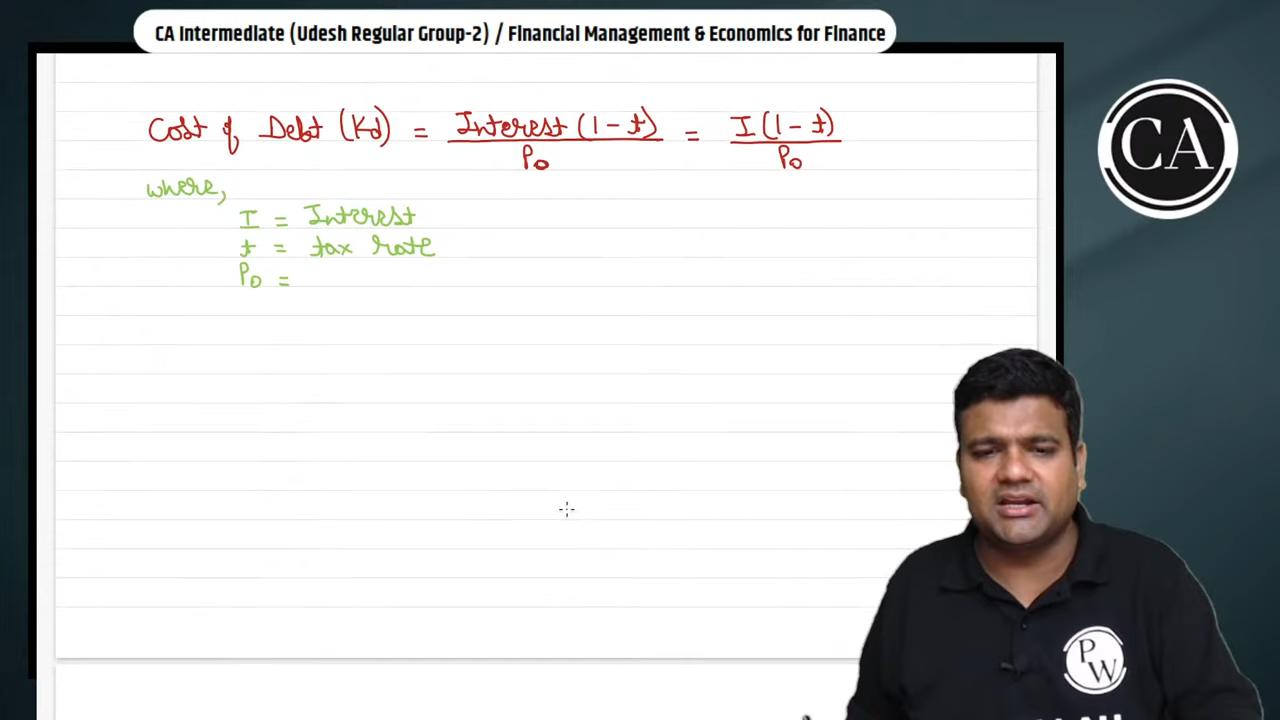 CA Intermediate (Udesh Regular Group-2) / Financial Management & Economics for Finance
CA
Cost of Debt (Kd) = Interest (1 - t) / P0 = I (1 - t) / P0
where,
I = Interest
t = tax rate
P0 =
PW